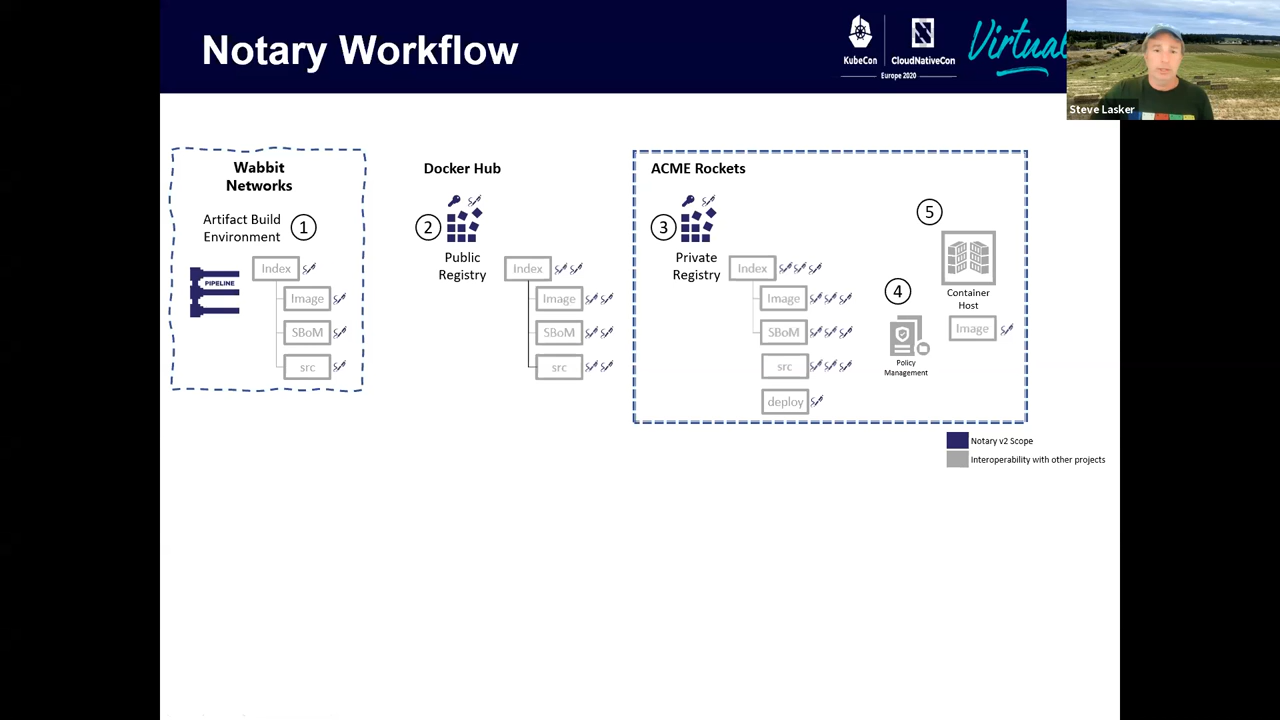 Notary Workflow
KubeCon
CloudNativeCon
Europe 2020
Virtual
Steve Lasker
Wabbit
Networks
Artifact Build
Environment
1
PIPELINE
Index
Image
SBoM
src
Docker Hub
2
Public
Registry
Index
Image
SBoM
src
ACME Rockets
3
Private
Registry
Index
Image
SBoM
src
deploy
4
Policy
Management
5
Container
Host
Image
Notary v2 Scope
Interoperability with other projects